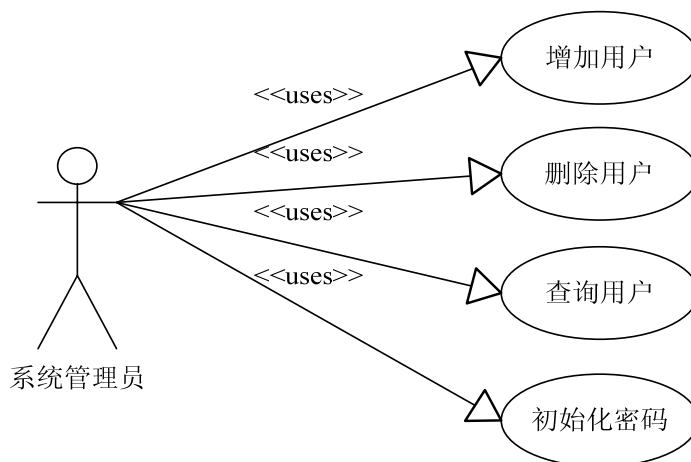 增加用户
<<uses>>
<<uses>>
删除用户
<<uses>>
<<uses>>
查询用户
系统管理员
初始化密码